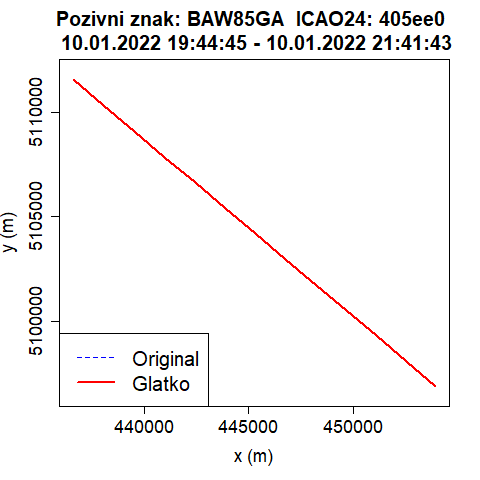 Pozivni znak: BAW85GA  ICAO24: 405ee0
10.01.2022 19:44:45 - 10.01.2022 21:41:43
y (m)
5110000
5105000
5100000
Original
Glatko
440000 445000 450000
x (m)